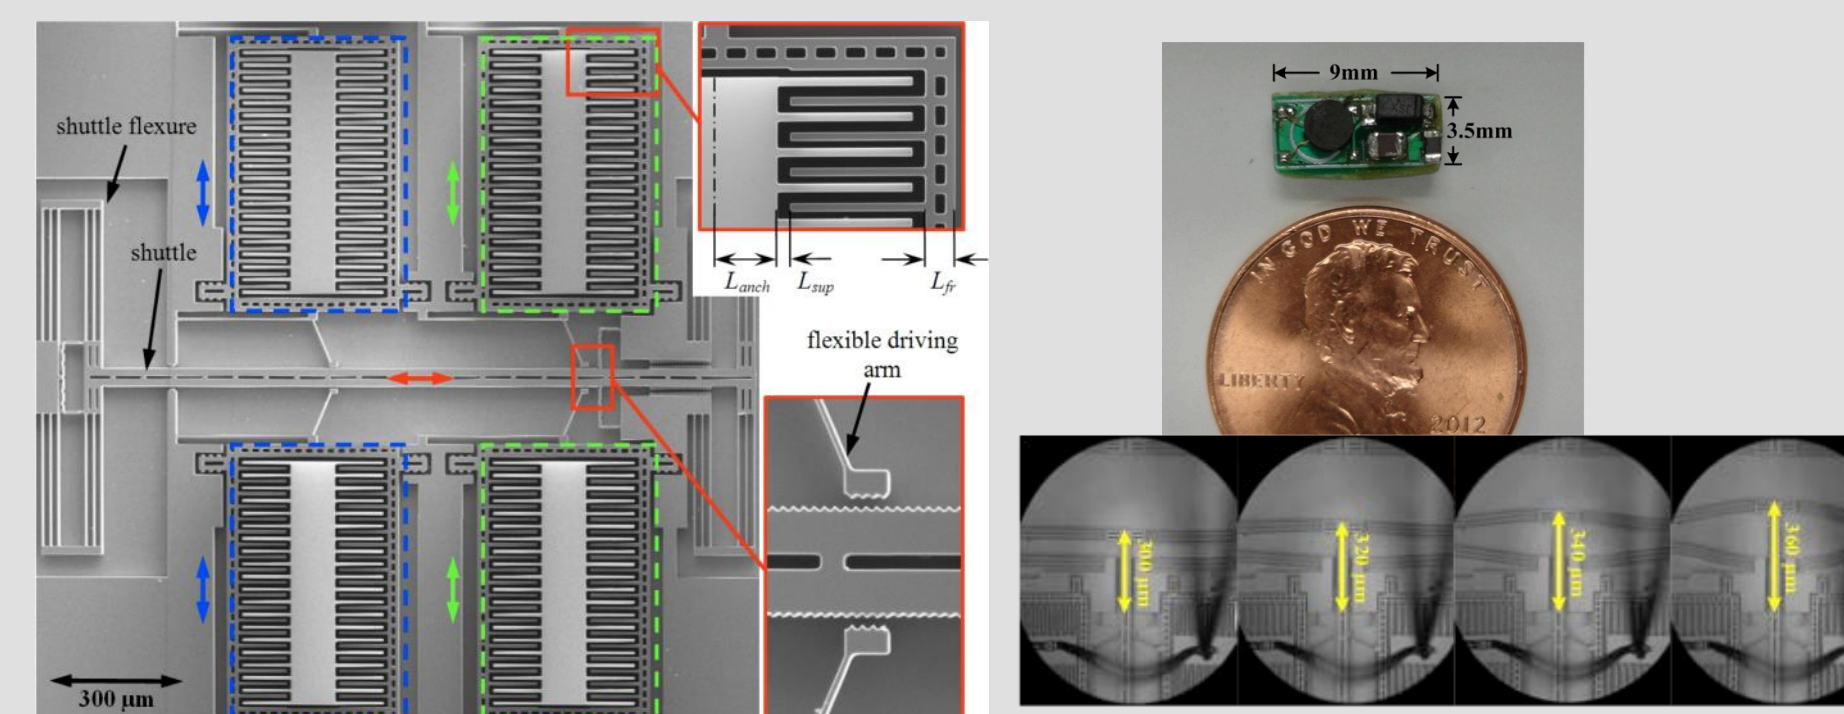 shuttle flexure
shuttle
L_anch
L_sup
L_fr
flexible driving
arm
300 µm
9mm
3.5mm
IN GOD WE TRUST
LIBERTY
2012
300 µm
320 µm
340 µm
360 µm